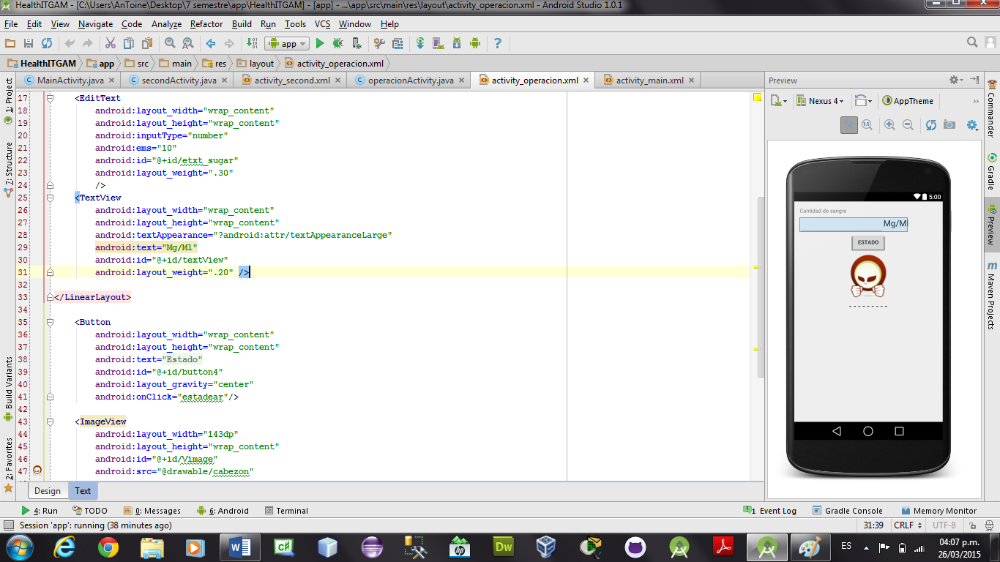 HealthITGAM - [C:\Users\AnToine\Desktop\7 semestre\app\HealthITGAM] - [app] - ...\app\src\main\res\layout\activity_operacion.xml - Android Studio 1.0.1
File Edit View Navigate Code Analyze Refactor Build Run Tools VCS Window Help
app
HealthITGAM app src main res layout activity_operacion.xml
MainActivity.java secondActivity.java activity_second.xml operacionActivity.java activity_operacion.xml activity_main.xml
Preview
1: Project
7: Structure
Build Variants
2: Favorites
17 <EditText
18 android:layout_width="wrap_content"
19 android:layout_height="wrap_content"
20 android:inputType="number"
21 android:ems="10"
22 android:id="@+id/etxt_sugar"
23 android:layout_weight=".30"
24 />
25 <TextView
26 android:layout_width="wrap_content"
27 android:layout_height="wrap_content"
28 android:textAppearance="?android:attr/textAppearanceLarge"
29 android:text="Mg/Ml"
30 android:id="@+id/textView"
31 android:layout_weight=".20" />
32
33 </LinearLayout>
34
35 <Button
36 android:layout_width="wrap_content"
37 android:layout_height="wrap_content"
38 android:text="Estado"
39 android:id="@+id/button4"
40 android:layout_gravity="center"
41 android:onClick="estadear"/>
42
43 <ImageView
44 android:layout_width="143dp"
45 android:layout_height="wrap_content"
46 android:id="@+id/Vimage"
47 android:src="@drawable/cabezon"
Nexus 4 AppTheme
5:00
Cantidad de sangre
Mg/Ml
ESTADO
---------
Commander
Gradle
Preview
m Maven Projects
Design Text
4: Run TODO 0: Messages 6: Android Terminal 1 Event Log Gradle Console Memory Monitor
Session 'app': running (38 minutes ago) 31:39 CRLF UTF-8
W c# hp Dw ES 04:07 p.m.
26/03/2015